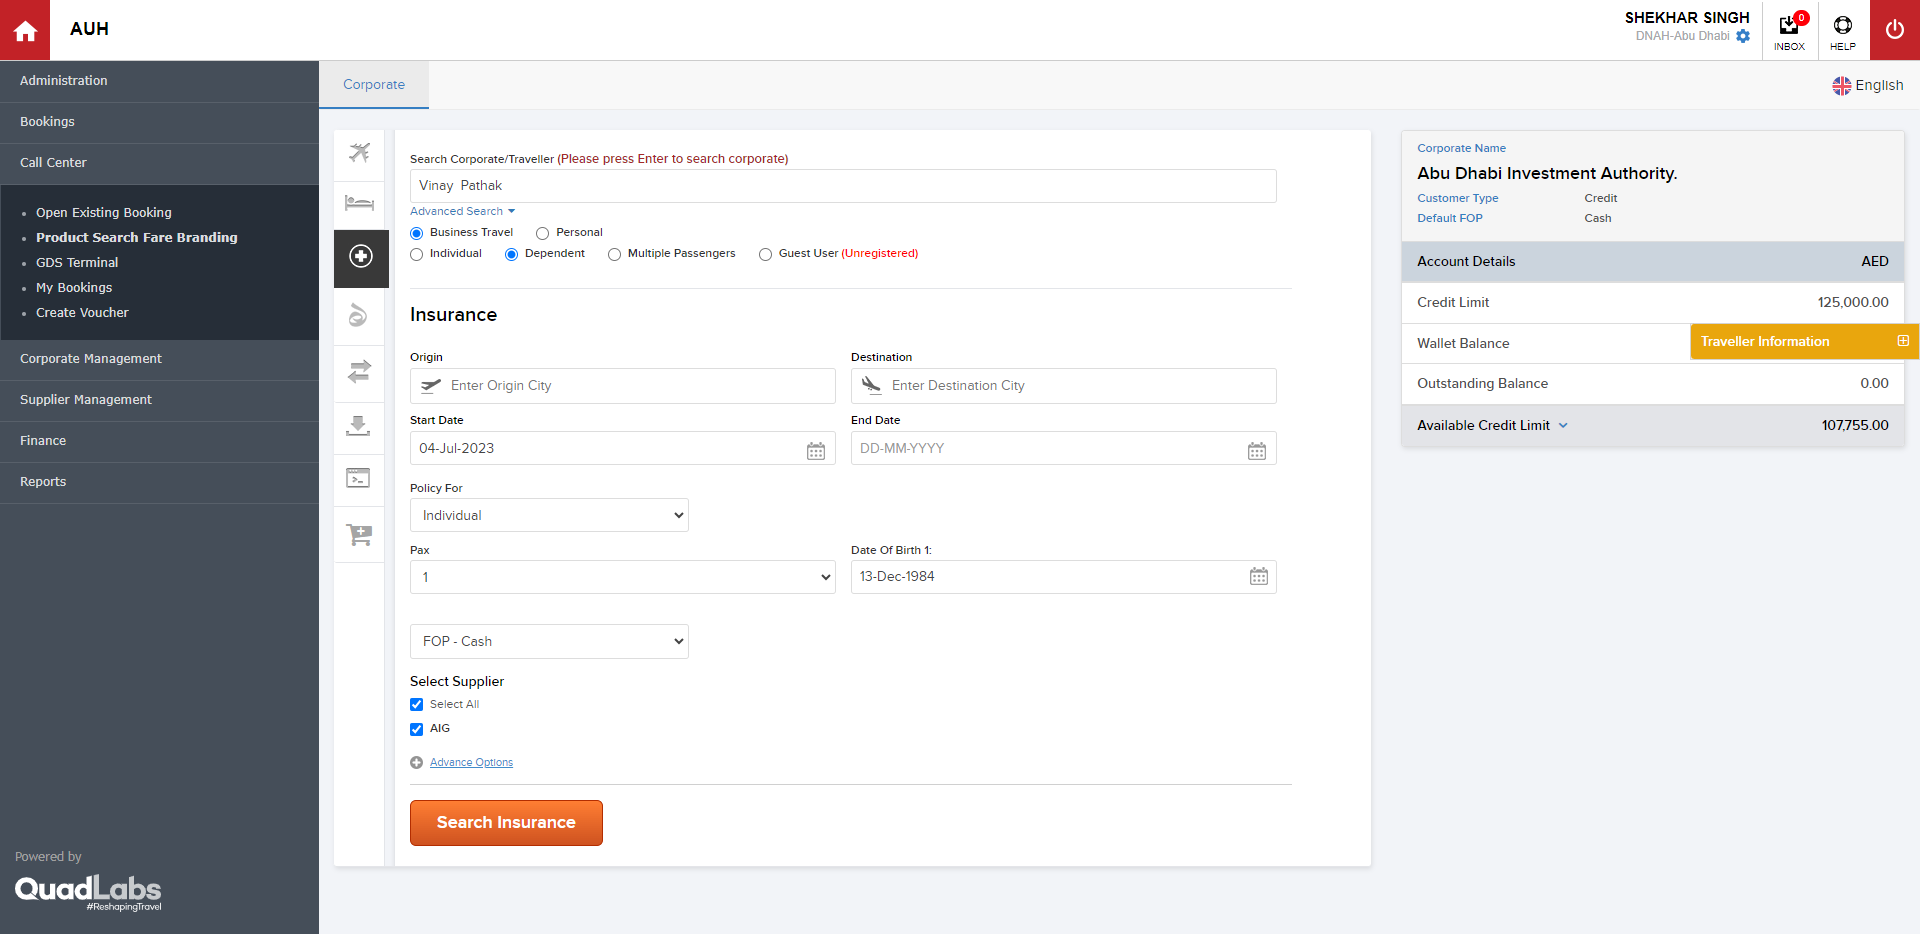 AUH
SHEKHAR SINGH
DNAH-Abu Dhabi
0
INBOX
HELP
Administration
Bookings
Call Center
Open Existing Booking
Product Search Fare Branding
GDS Terminal
My Bookings
Create Voucher
Corporate Management
Supplier Management
Finance
Reports
Powered by
QuadLabs
#ReshapingTravel
Corporate
English
Search Corporate/Traveller (Please press Enter to search corporate)
Vinay  Pathak
Advanced Search
Business Travel Personal
Individual Dependent Multiple Passengers Guest User (Unregistered)
Insurance
Origin Destination
Enter Origin City Enter Destination City
Start Date End Date
04-Jul-2023 DD-MM-YYYY
Policy For
Individual
Pax Date Of Birth 1:
1 13-Dec-1984
FOP - Cash
Select Supplier
Select All
AIG
Advance Options
Search Insurance
Corporate Name
Abu Dhabi Investment Authority.
Customer Type Credit
Default FOP Cash
Account Details AED
Credit Limit 125,000.00
Wallet Balance
Traveller Information
Outstanding Balance 0.00
Available Credit Limit 107,755.00